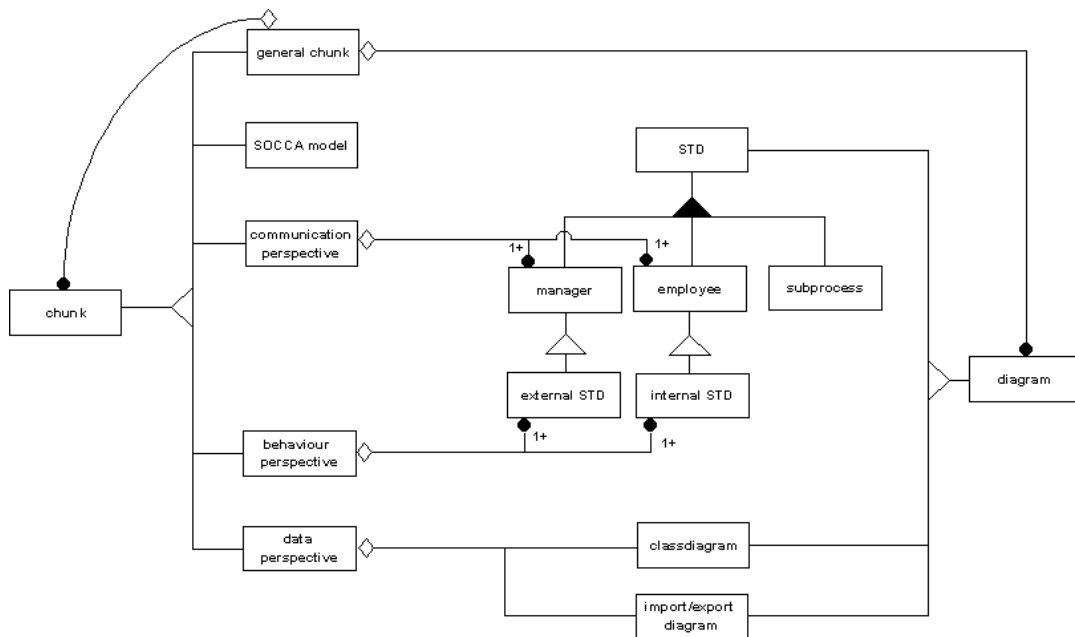 general chunk
SOCCA model
STD
communication
perspective
1+
1+
manager
employee
subprocess
chunk
diagram
external STD
internal STD
1+
1+
behaviour
perspective
data
perspective
classdiagram
import/export
diagram